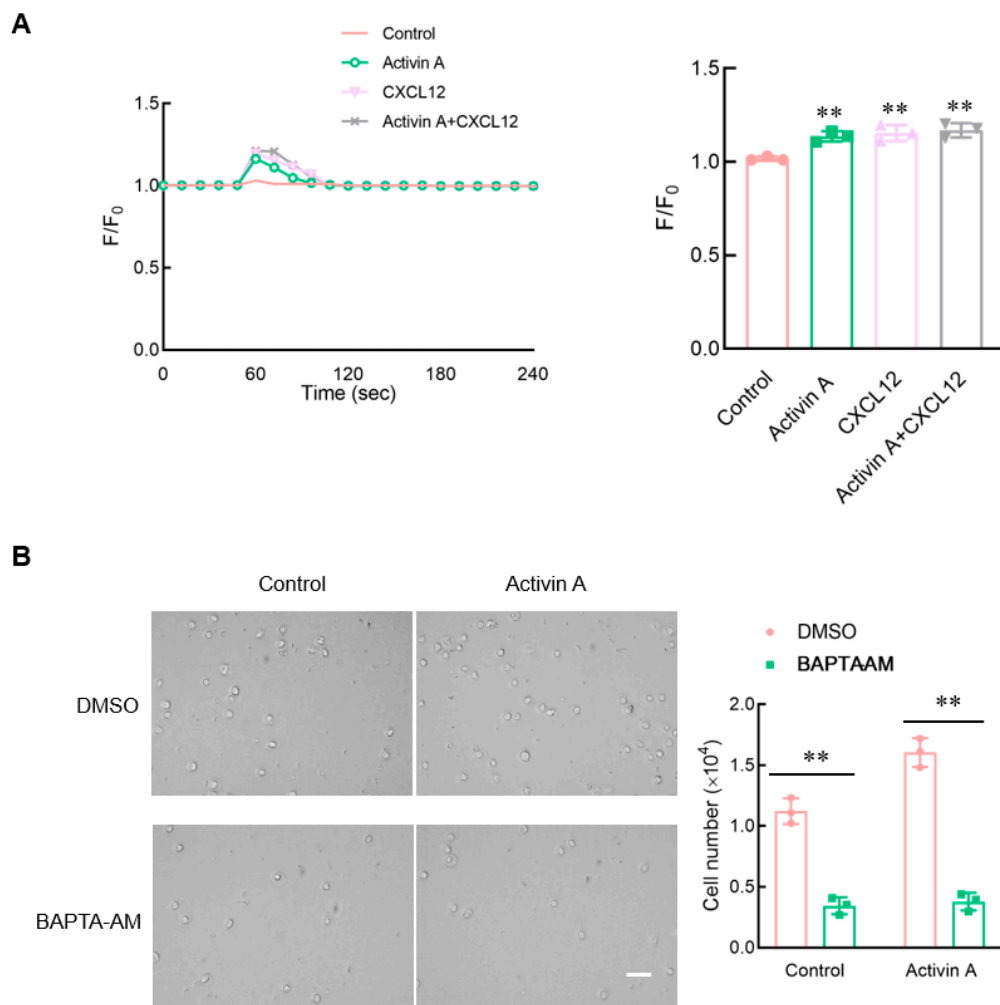 A
Control
Activin A
CXCL12
Activin A+CXCL12
1.5
1.0
0.5
0.0
F/F0
0
60
120
180
240
Time (sec)
1.5
1.0
0.5
0.0
F/F0
**
**
**
Control
Activin A
CXCL12
Activin A+CXCL12
B
Control
Activin A
DMSO
BAPTA-AM
DMSO
BAPTAAM
2.0
1.5
1.0
0.5
0.0
Cell number (×10⁴)
**
**
Control
Activin A